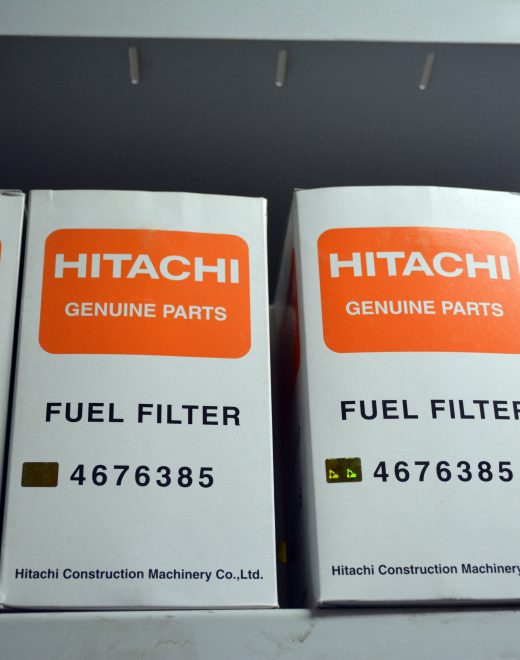 HITACHI
GENUINE PARTS
FUEL FILTER
4676385
Hitachi Construction Machinery Co.,Ltd.
HITACHI
GENUINE PARTS
FUEL FILTER
4676385
Hitachi Construction Machinery